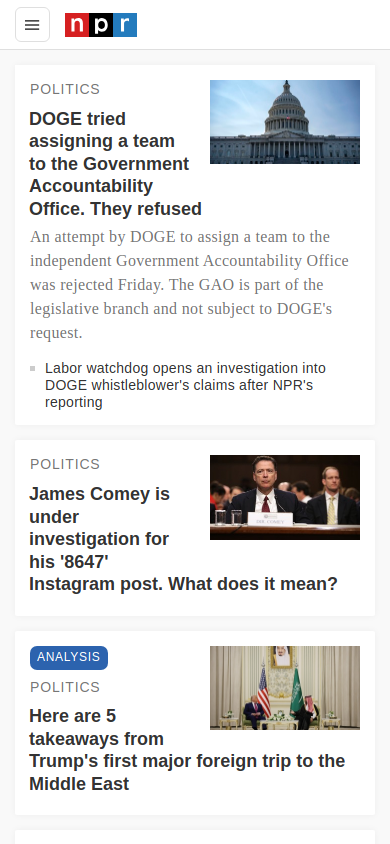 npr
POLITICS
DOGE tried
assigning a team
to the Government
Accountability
Office. They refused
An attempt by DOGE to assign a team to the
independent Government Accountability Office
was rejected Friday. The GAO is part of the
legislative branch and not subject to DOGE's
request.
Labor watchdog opens an investigation into
DOGE whistleblower's claims after NPR's
reporting
POLITICS
James Comey is
under
investigation for
his '8647'
Instagram post. What does it mean?
ANALYSIS
POLITICS
Here are 5
takeaways from
Trump's first major foreign trip to the
Middle East